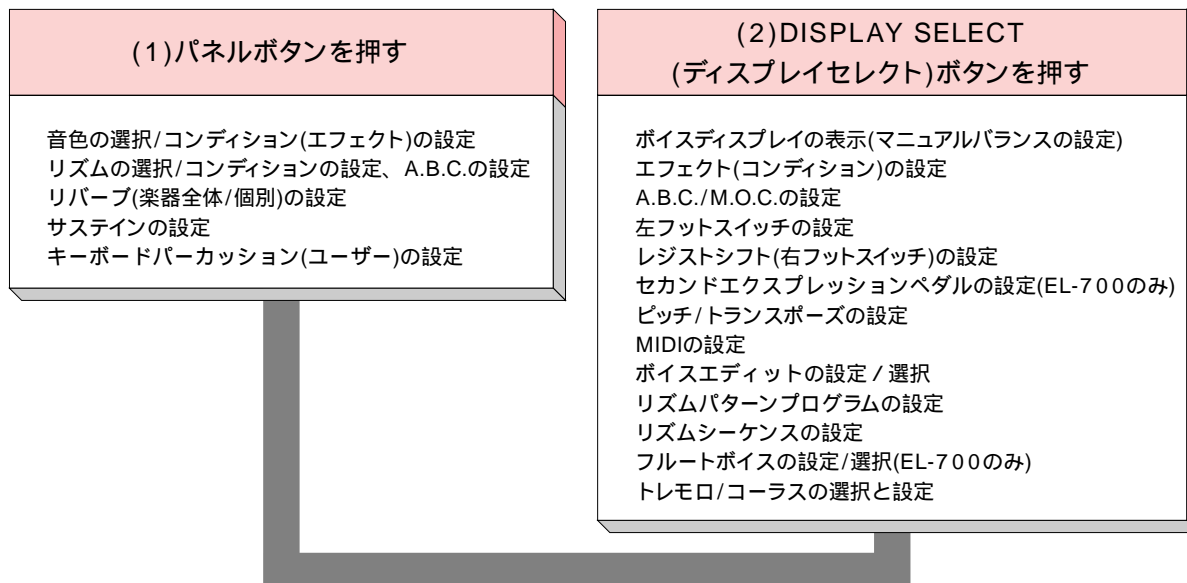 (1)パネルボタンを押す
音色の選択/コンディション(エフェクト)の設定
リズムの選択/コンディションの設定、A.B.C.の設定
リバーブ(楽器全体/個別)の設定
サステインの設定
キーボードパーカッション(ユーザー)の設定
(2)DISPLAY SELECT
(ディスプレイセレクト)ボタンを押す
ボイスディスプレイの表示(マニュアルバランスの設定)
エフェクト(コンディション)の設定
A.B.C./M.O.C.の設定
左フットスイッチの設定
レジストシフト(右フットスイッチ)の設定
セカンドエクスプレッションペダルの設定(EL-700のみ)
ピッチ/トランスポーズの設定
MIDIの設定
ボイスエディットの設定/選択
リズムパターンプログラムの設定
リズムシーケンスの設定
フルートボイスの設定/選択(EL-700のみ)
トレモロ/コーラスの選択と設定